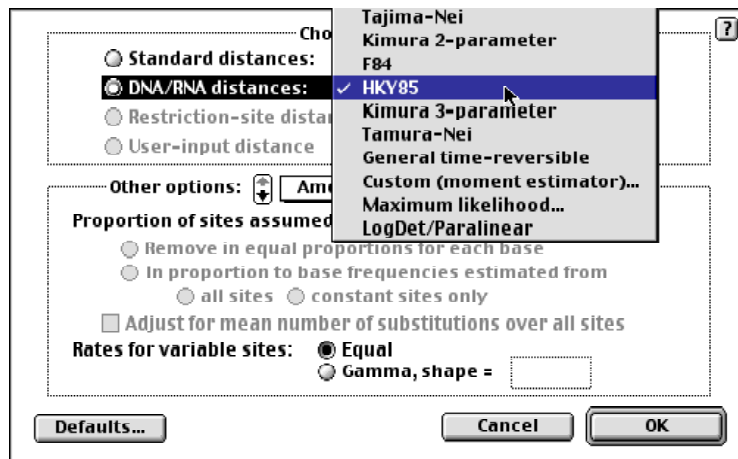 Tajima-Nei
Cho
Kimura 2-parameter
?
Standard distances:
F84
DNA/RNA distances:
✓ HKY85
Restriction-site distan
Kimura 3-parameter
Tamura-Nei
User-input distance
General time-reversible
Other options:
Custom (moment estimator)...
Maximum likelihood...
Proportion of sites assumed
LogDet/Paralinear
Remove in equal proportions for each base
In proportion to base frequencies estimated from
all sites constant sites only
Adjust for mean number of substitutions over all sites
Rates for variable sites: Equal
Gamma, shape =
Defaults... Cancel OK